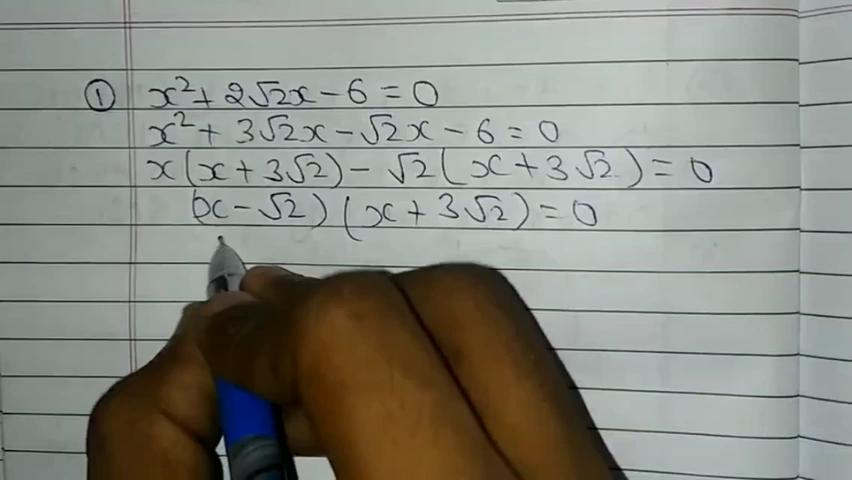 ① x² + 2√2x - 6 = 0
x² + 3√2x - √2x - 6 = 0
x(x + 3√2) - √2(x + 3√2) = 0
(x - √2)(x + 3√2) = 0